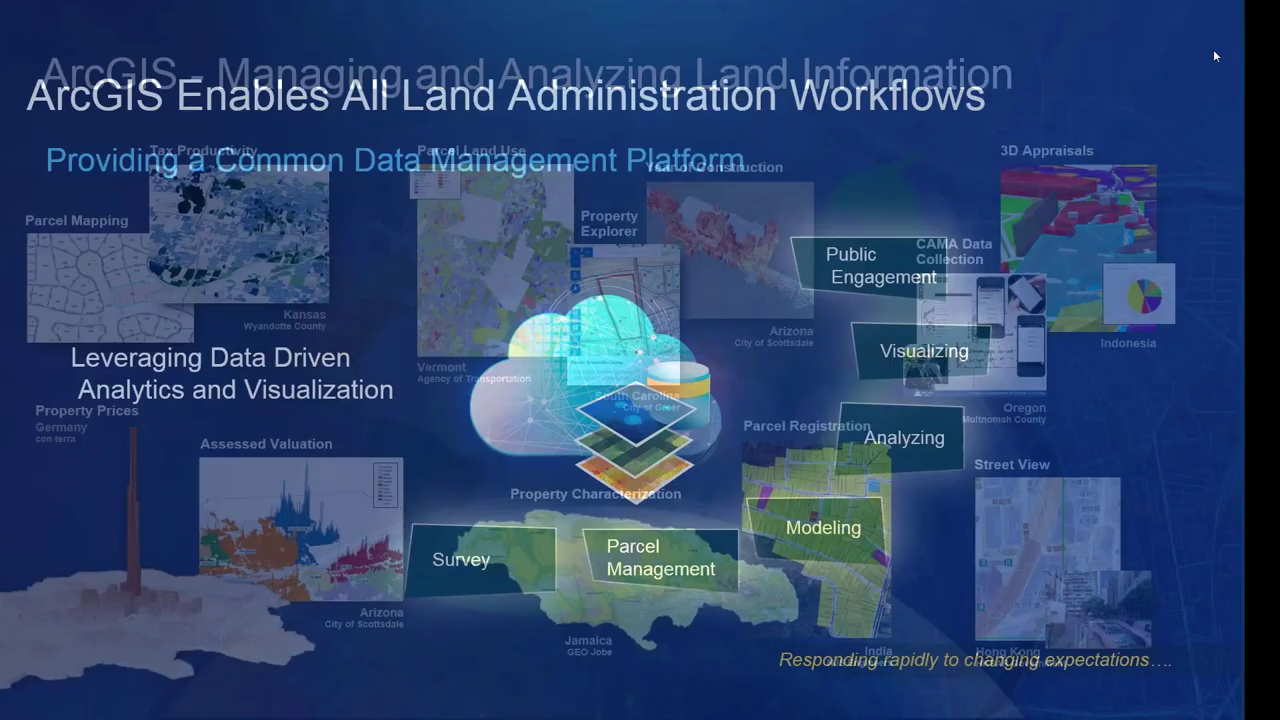 ArcGIS - Managing and Analyzing Land Information
ArcGIS Enables All Land Administration Workflows
Providing a Common Data Management Platform
Tax Productivity
Parcel Land Use
Year of Construction
3D Appraisals
Parcel Mapping
Property
Explorer
Public
Engagement
CAMA Data
Collection
Kansas
Wyandotte County
Arizona
City of Scottsdale
Indonesia
Visualizing
Leveraging Data Driven
Analytics and Visualization
Vermont
Agency of Transportation
South Carolina
City of Greer
Property Prices
Germany
con terra
Oregon
Multnomah County
Parcel Registration
Analyzing
Assessed Valuation
Street View
Property Characterization
Modeling
Survey
Parcel
Management
Arizona
City of Scottsdale
Jamaica
GEO Jobe
India
Hong Kong
Responding rapidly to changing expectations….